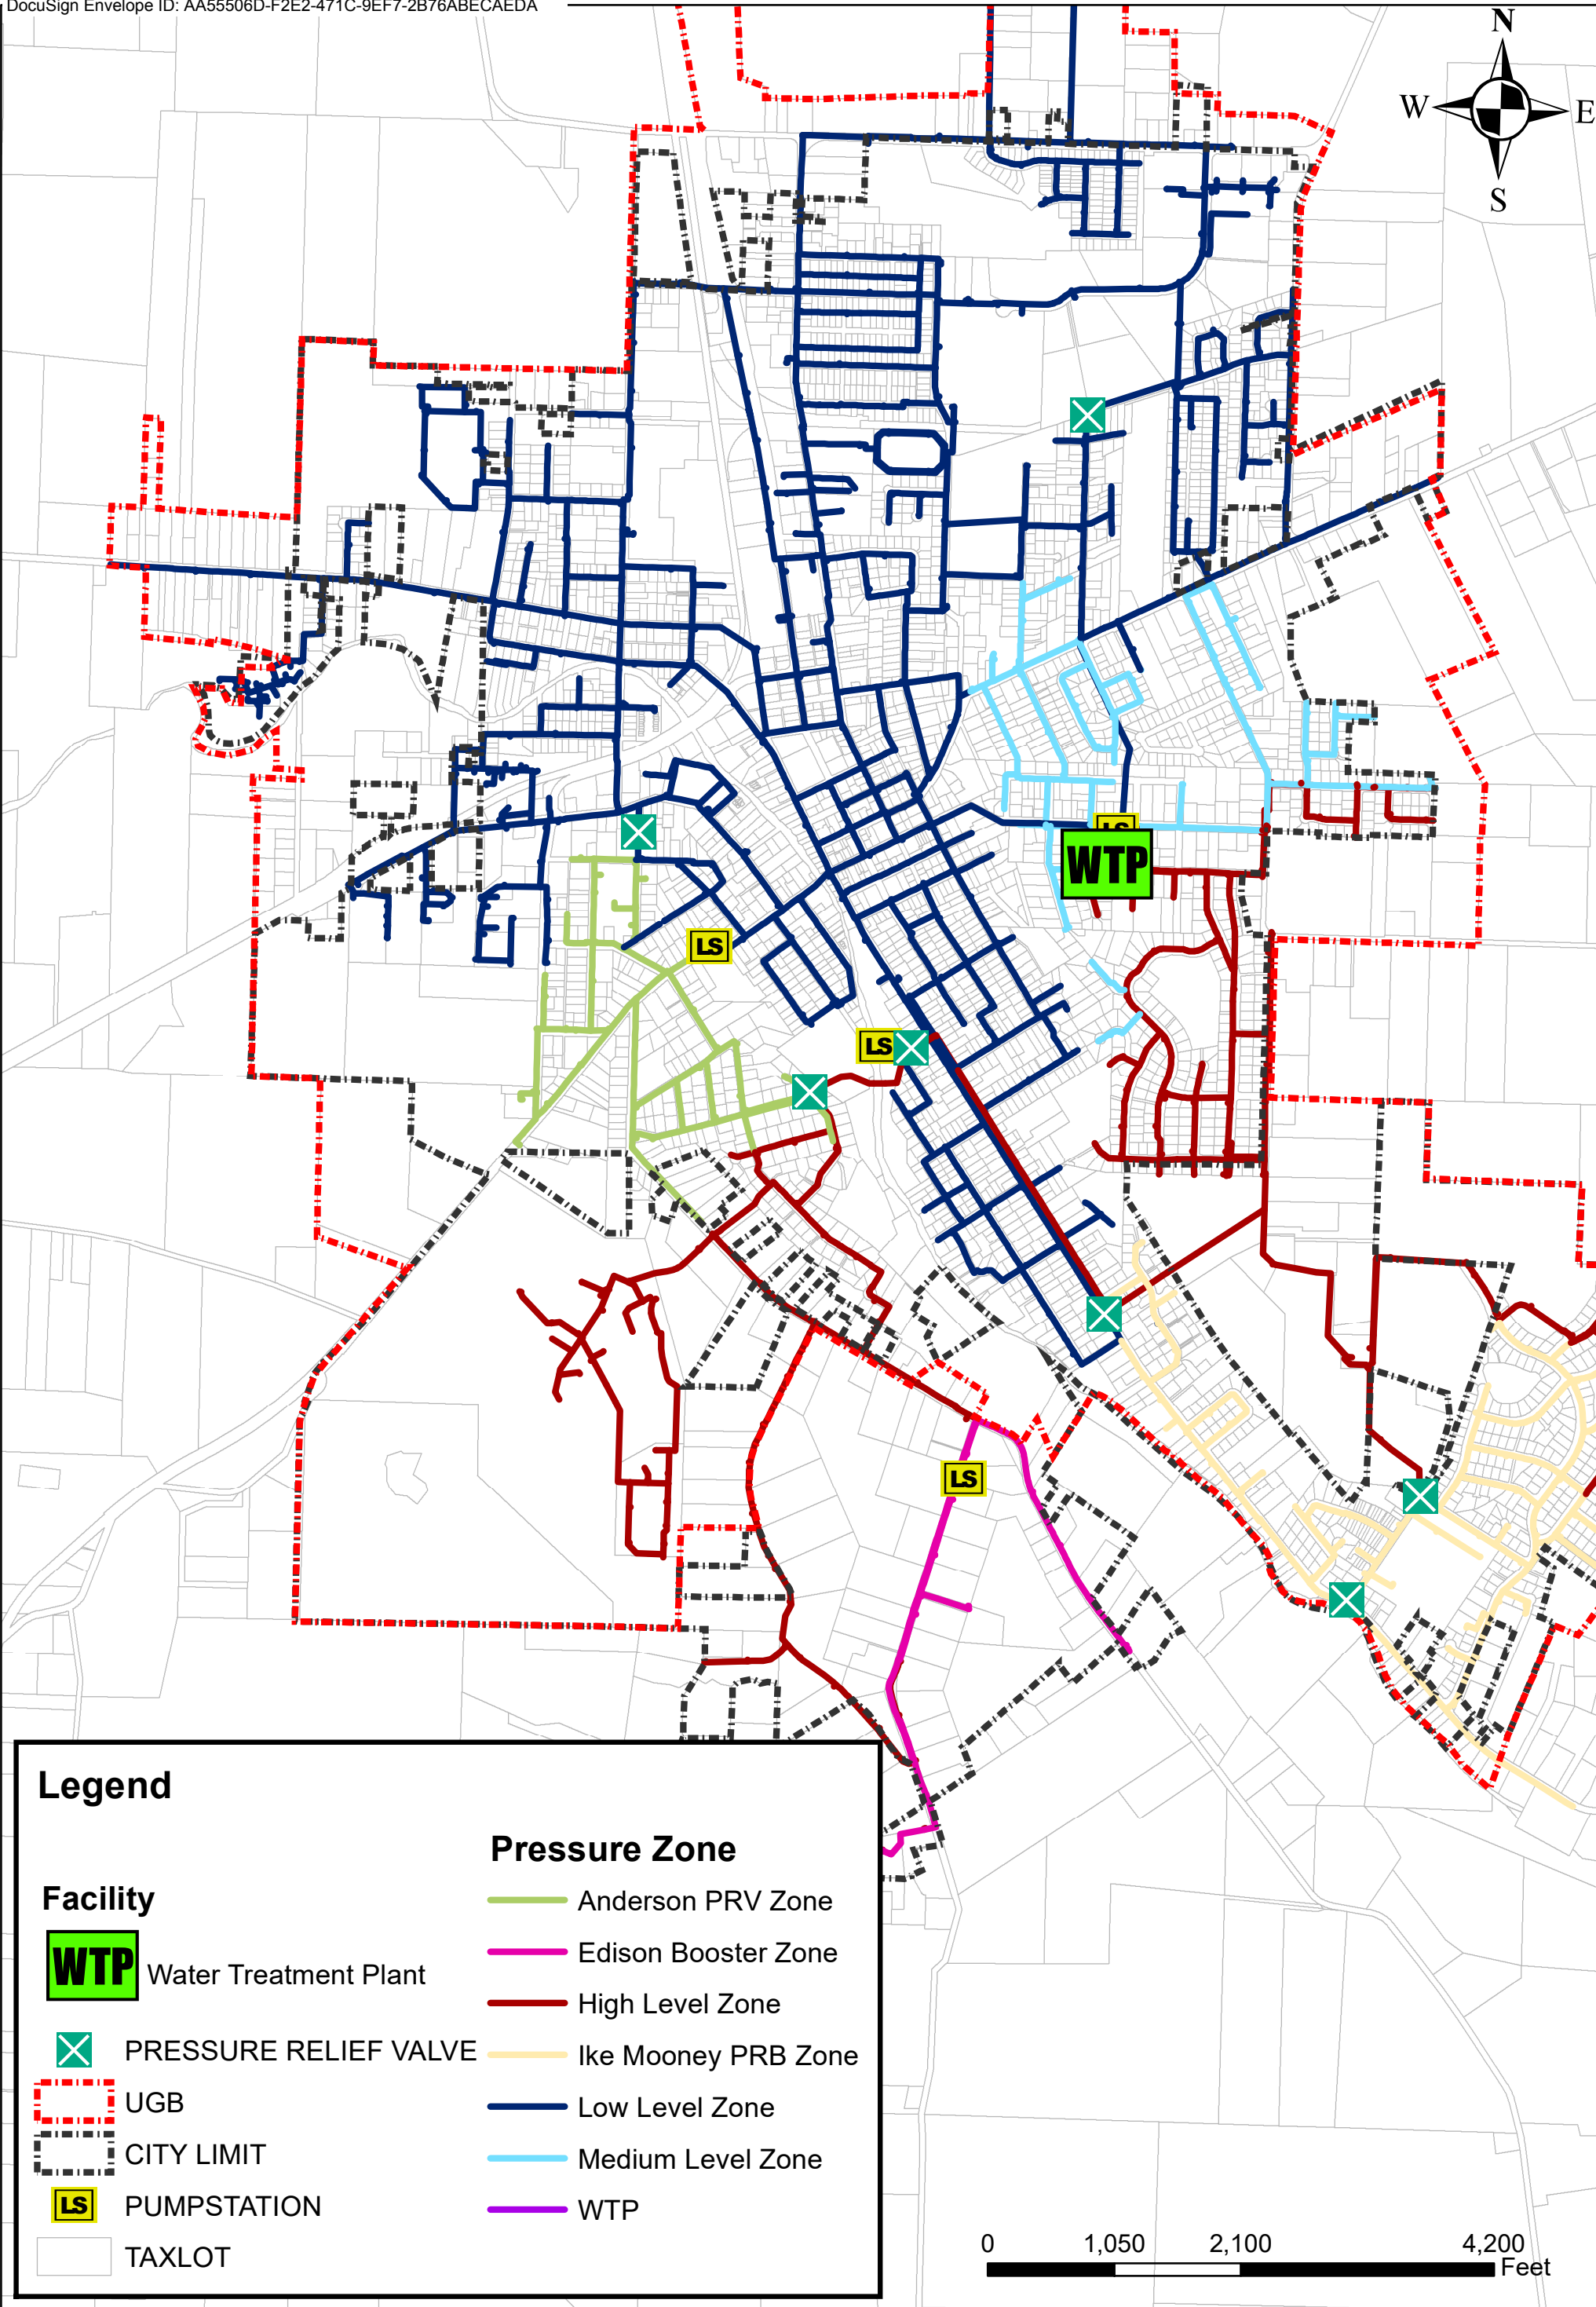 DocuSign Envelope ID: AA55506D-F2E2-471C-9EF7-2B76ABECAEDA
N
W
E
S
LS
WTP
LS
LS
LS
Legend
Pressure Zone
Facility
Anderson PRV Zone
Edison Booster Zone
WTP Water Treatment Plant
High Level Zone
PRESSURE RELIEF VALVE
Ike Mooney PRB Zone
UGB
Low Level Zone
CITY LIMIT
Medium Level Zone
LS PUMPSTATION
WTP
TAXLOT
0 1,050 2,100 4,200
Feet